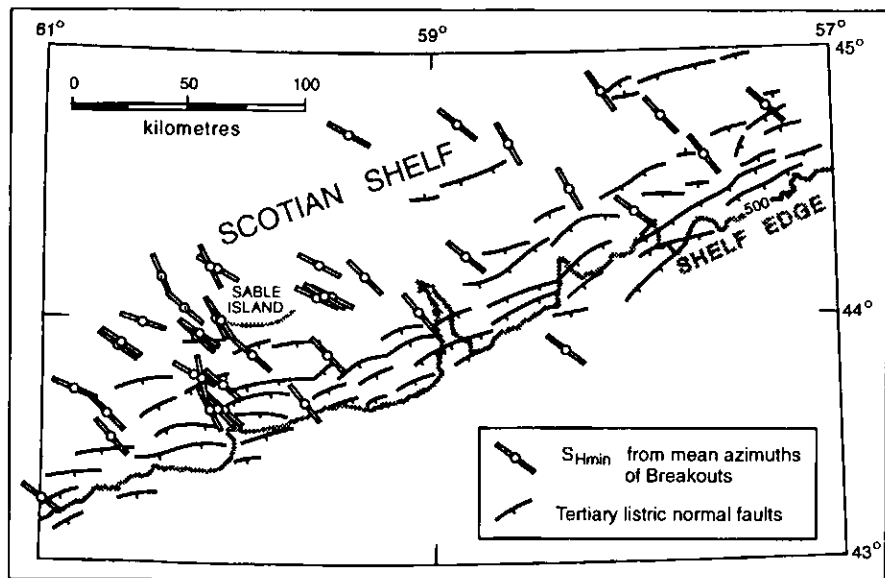 61° 59° 57°
45°
0 50 100
kilometres
SCOTIAN SHELF
500
SHELF EDGE
SABLE
ISLAND
44°
SHmin from mean azimuths
of Breakouts
Tertiary listric normal faults
43°